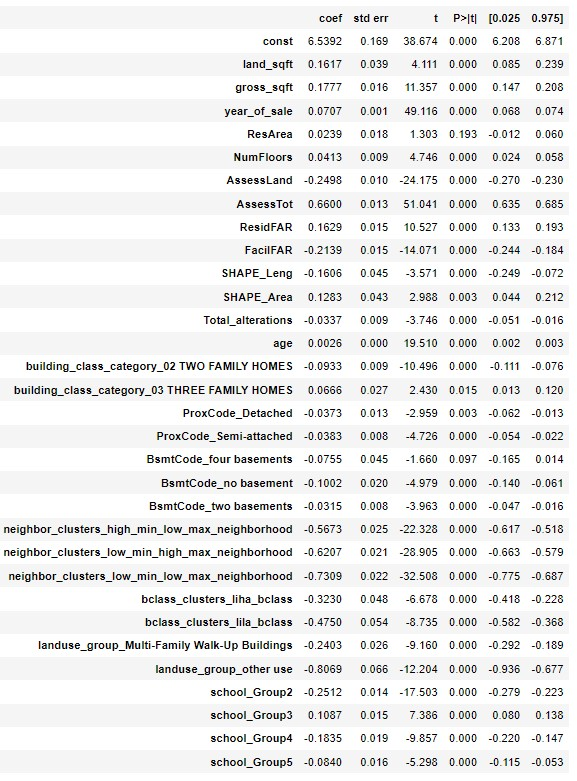 coef std err t P>|t| [0.025 0.975]
const 6.5392 0.169 38.674 0.000 6.208 6.871
land_sqft 0.1617 0.039 4.111 0.000 0.085 0.239
gross_sqft 0.1777 0.016 11.357 0.000 0.147 0.208
year_of_sale 0.0707 0.001 49.116 0.000 0.068 0.074
ResArea 0.0239 0.018 1.303 0.193 -0.012 0.060
NumFloors 0.0413 0.009 4.746 0.000 0.024 0.058
AssessLand -0.2498 0.010 -24.175 0.000 -0.270 -0.230
AssessTot 0.6600 0.013 51.041 0.000 0.635 0.685
ResidFAR 0.1629 0.015 10.527 0.000 0.133 0.193
FacilFAR -0.2139 0.015 -14.071 0.000 -0.244 -0.184
SHAPE_Leng -0.1606 0.045 -3.571 0.000 -0.249 -0.072
SHAPE_Area 0.1283 0.043 2.988 0.003 0.044 0.212
Total_alterations -0.0337 0.009 -3.746 0.000 -0.051 -0.016
age 0.0026 0.000 19.510 0.000 0.002 0.003
building_class_category_02 TWO FAMILY HOMES -0.0933 0.009 -10.496 0.000 -0.111 -0.076
building_class_category_03 THREE FAMILY HOMES 0.0666 0.027 2.430 0.015 0.013 0.120
ProxCode_Detached -0.0373 0.013 -2.959 0.003 -0.062 -0.013
ProxCode_Semi-attached -0.0383 0.008 -4.726 0.000 -0.054 -0.022
BsmtCode_four basements -0.0755 0.045 -1.660 0.097 -0.165 0.014
BsmtCode_no basement -0.1002 0.020 -4.979 0.000 -0.140 -0.061
BsmtCode_two basements -0.0315 0.008 -3.963 0.000 -0.047 -0.016
neighbor_clusters_high_min_low_max_neighborhood -0.5673 0.025 -22.328 0.000 -0.617 -0.518
neighbor_clusters_low_min_high_max_neighborhood -0.6207 0.021 -28.905 0.000 -0.663 -0.579
neighbor_clusters_low_min_low_max_neighborhood -0.7309 0.022 -32.508 0.000 -0.775 -0.687
bclass_clusters_liha_bclass -0.3230 0.048 -6.678 0.000 -0.418 -0.228
bclass_clusters_lila_bclass -0.4750 0.054 -8.735 0.000 -0.582 -0.368
landuse_group_Multi-Family Walk-Up Buildings -0.2403 0.026 -9.160 0.000 -0.292 -0.189
landuse_group_other use -0.8069 0.066 -12.204 0.000 -0.936 -0.677
school_Group2 -0.2512 0.014 -17.503 0.000 -0.279 -0.223
school_Group3 0.1087 0.015 7.386 0.000 0.080 0.138
school_Group4 -0.1835 0.019 -9.857 0.000 -0.220 -0.147
school_Group5 -0.0840 0.016 -5.298 0.000 -0.115 -0.053